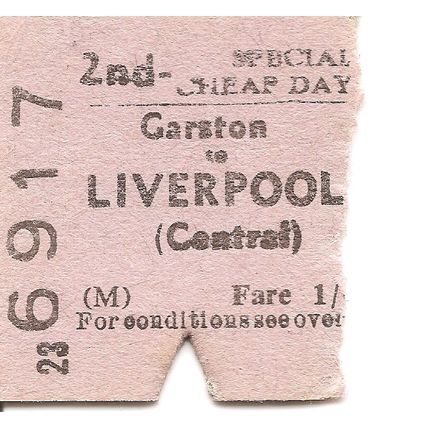 2nd- SPECIAL
CHEAP DAY
Garston
to
LIVERPOOL
(Central)
(M) Fare 1/-
For conditions see over
6917
23